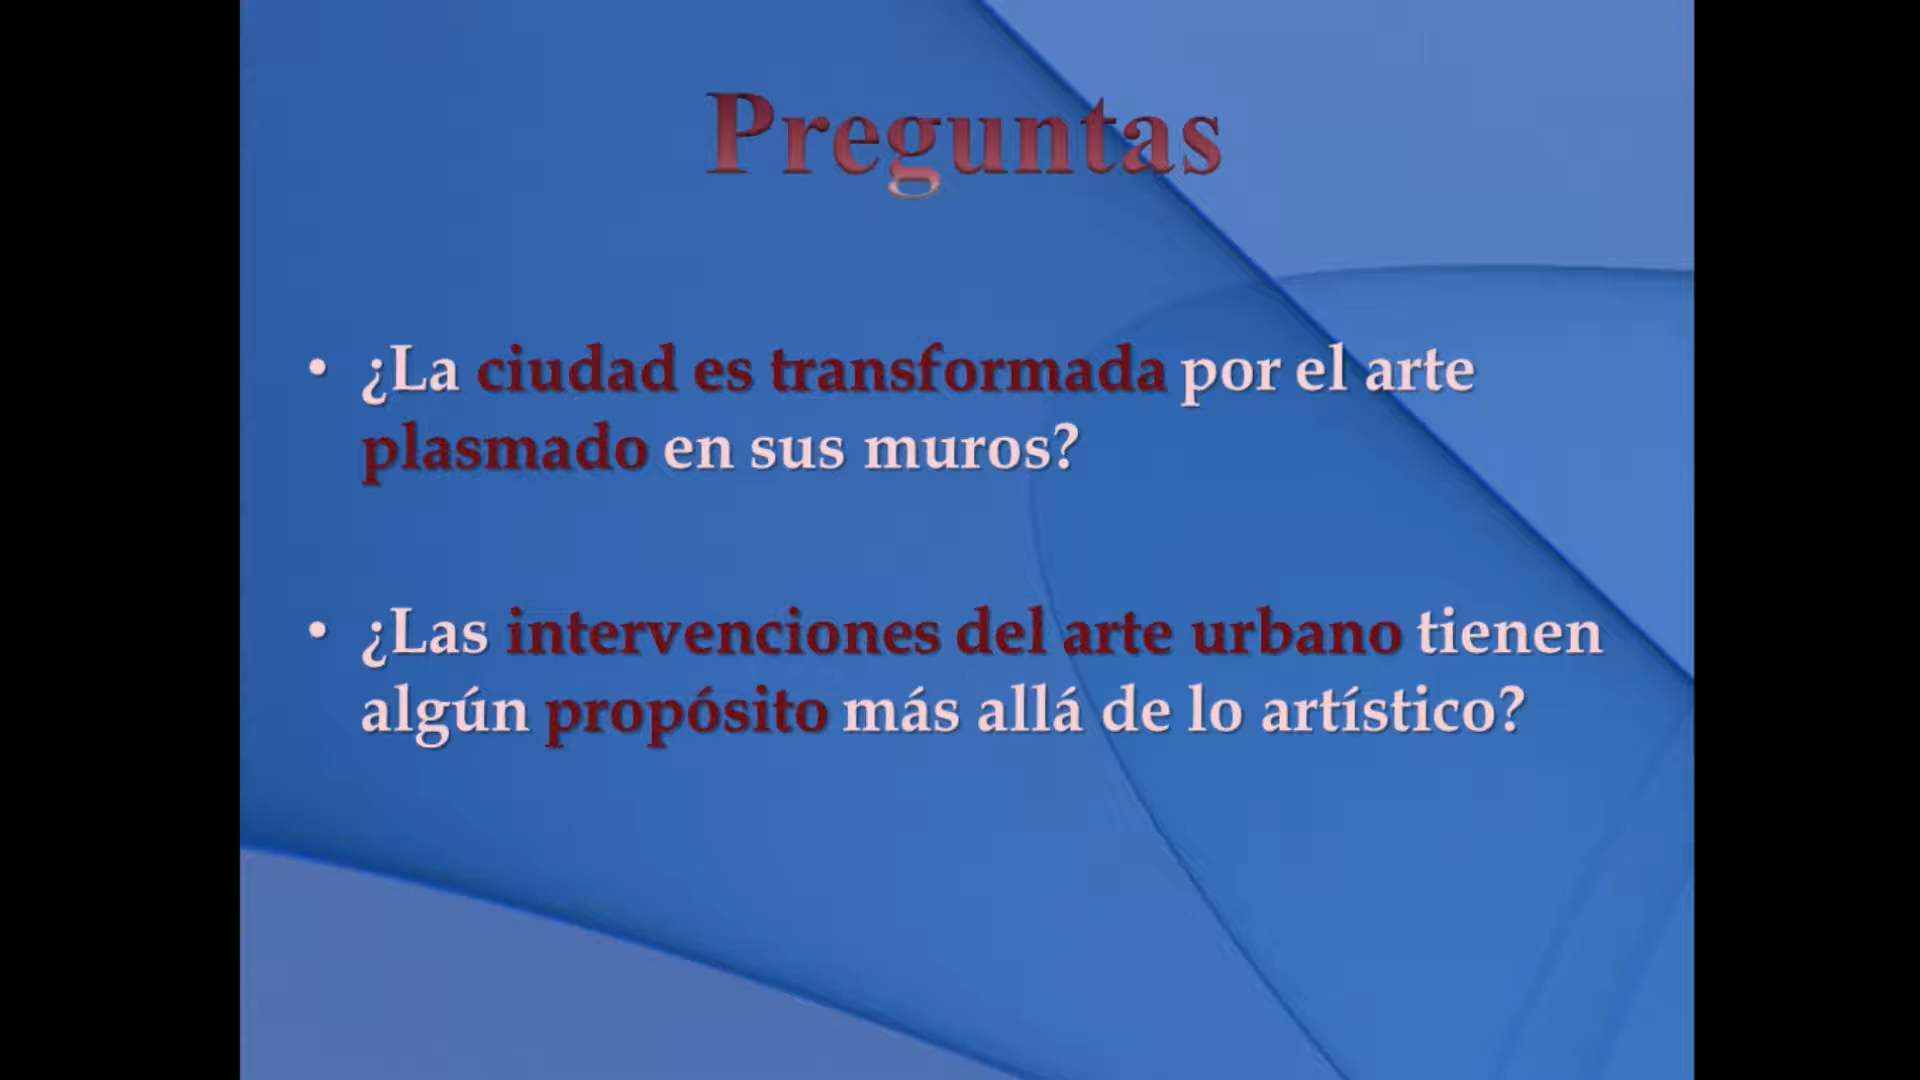 Preguntas
• ¿La ciudad es transformada por el arte
plasmado en sus muros?
• ¿Las intervenciones del arte urbano tienen
algún propósito más allá de lo artístico?